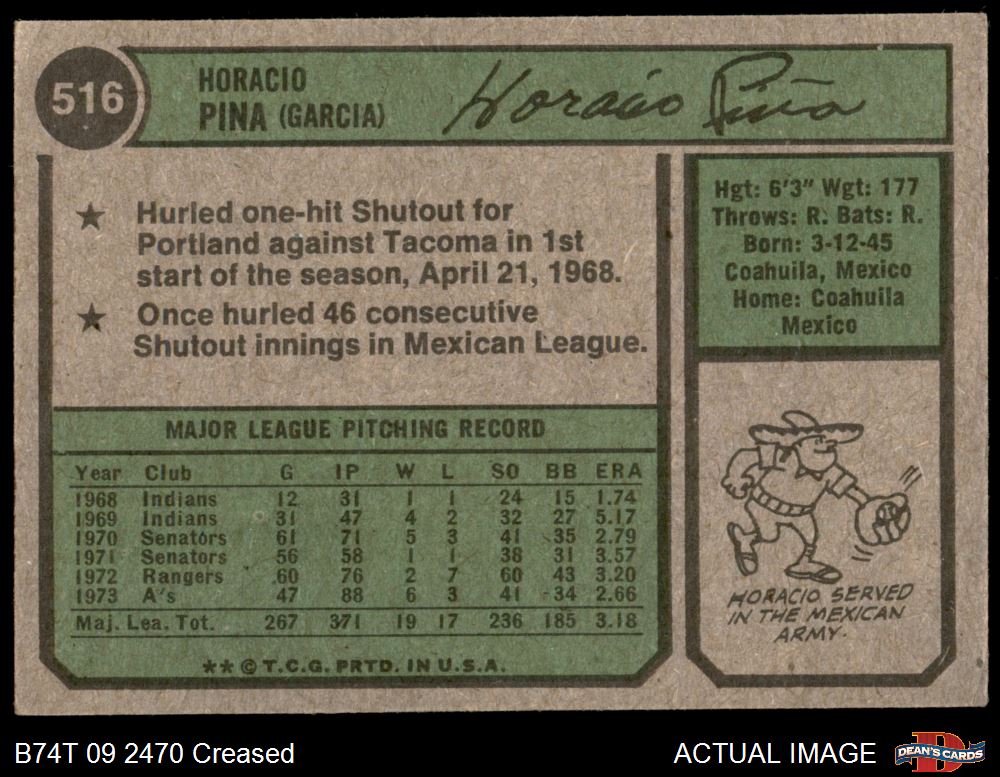 516
HORACIO
PINA (GARCIA)
Horacio Piña
★ Hurled one-hit Shutout for
Portland against Tacoma in 1st
start of the season, April 21, 1968.
★ Once hurled 46 consecutive
Shutout innings in Mexican League.
Hgt: 6'3" Wgt: 177
Throws: R. Bats: R.
Born: 3-12-45
Coahuila, Mexico
Home: Coahuila
Mexico
MAJOR LEAGUE PITCHING RECORD
Year Club G IP W L SO BB ERA
1968 Indians 12 31 1 1 24 15 1.74
1969 Indians 31 47 4 2 32 27 5.17
1970 Senators 61 71 5 3 41 35 2.79
1971 Senators 56 58 1 1 38 31 3.57
1972 Rangers 60 76 2 7 60 43 3.20
1973 A's 47 88 6 3 41 34 2.66
Maj. Lea. Tot. 267 371 19 17 236 185 3.18
** © T.C.G. PRTD. IN U.S.A.
HORACIO SERVED
IN THE MEXICAN
ARMY.
B74T 09 2470 Creased
ACTUAL IMAGE
DEAN'S CARDS